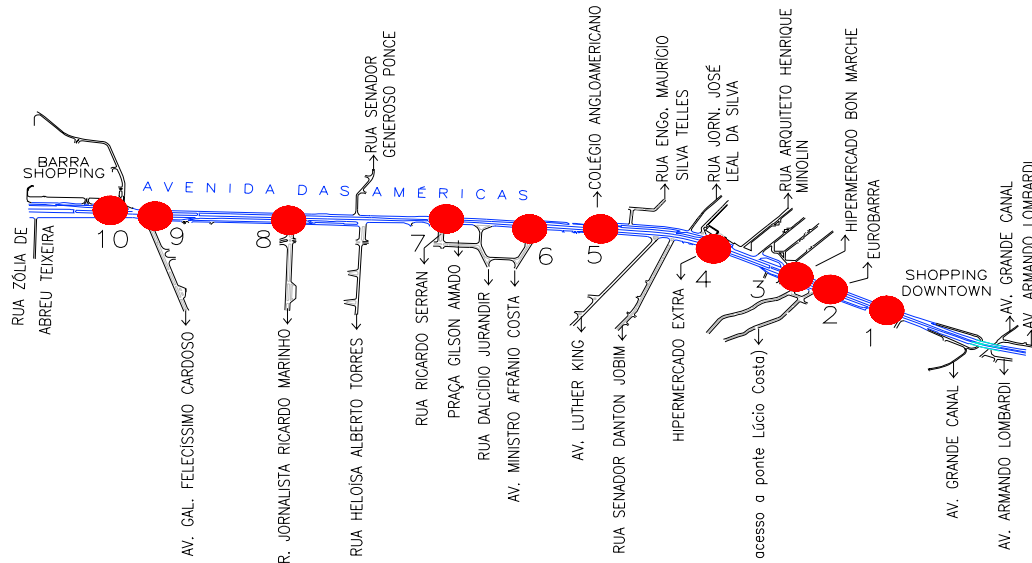 BARRA
SHOPPING
AVENIDA DAS AMÉRICAS
RUA SENADOR
GENEROSO PONCE
COLÉGIO ANGLOAMERICANO
RUA ENGo. MAURÍCIO
SILVA TELLES
RUA JORN. JOSÉ
LEAL DA SILVA
RUA ARQUITETO HENRIQUE
MINOLIN
HIPERMERCADO BON MARCHE
EUROBARRA
SHOPPING
DOWNTOWN
AV. GRANDE CANAL
AV. ARMANDO LOMBARDI
10
9
8
7
6
5
4
3
2
1
RUA ZÓLIA DE
ABREU TEIXEIRA
AV. GAL. FELECÍSSIMO CARDOSO
R. JORNALISTA RICARDO MARINHO
RUA HELOÍSA ALBERTO TORRES
RUA RICARDO SERRAN
PRAÇA GILSON AMADO
RUA DALCÍDIO JURANDIR
AV. MINISTRO AFRÂNIO COSTA
AV. LUTHER KING
RUA SENADOR DANTON JOBIM
HIPERMERCADO EXTRA
acesso a ponte Lúcio Costa)
AV. GRANDE CANAL
AV. ARMANDO LOMBARDI